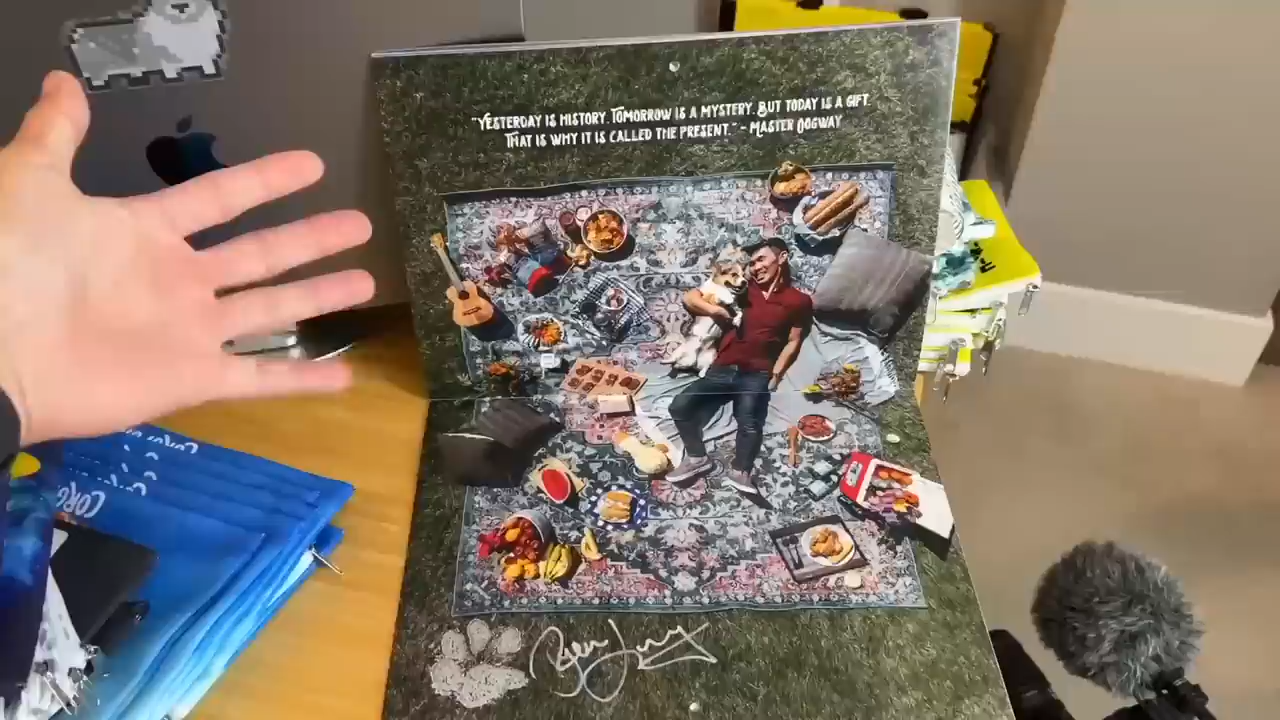 "YESTERDAY IS HISTORY. TOMORROW IS A MYSTERY. BUT TODAY IS A GIFT.
THAT IS WHY IT IS CALLED THE PRESENT." - MASTER OOGWAY